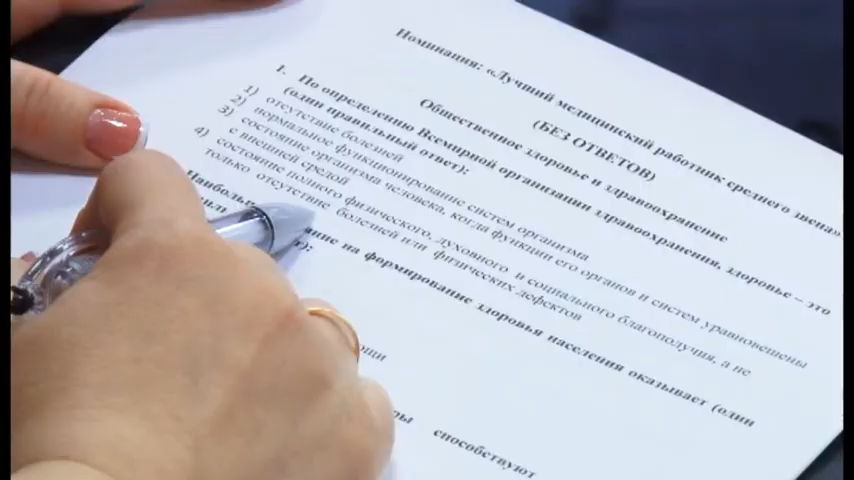 Номинация: «Лучший медицинский работник среднего звена»
Общественное здоровье и здравоохранение
(БЕЗ ОТВЕТОВ)
1. По определению Всемирной организации здравоохранения, здоровье – это
(один правильный ответ):
1) отсутствие болезней
2) нормальное функционирование систем организма
3) состояние организма человека, когда функции его органов и систем уравновешены
с внешней средой
4) состояние полного физического, духовного и социального благополучия, а не
только отсутствие болезней или физических дефектов
на формирование здоровья населения оказывает (один
способствуют